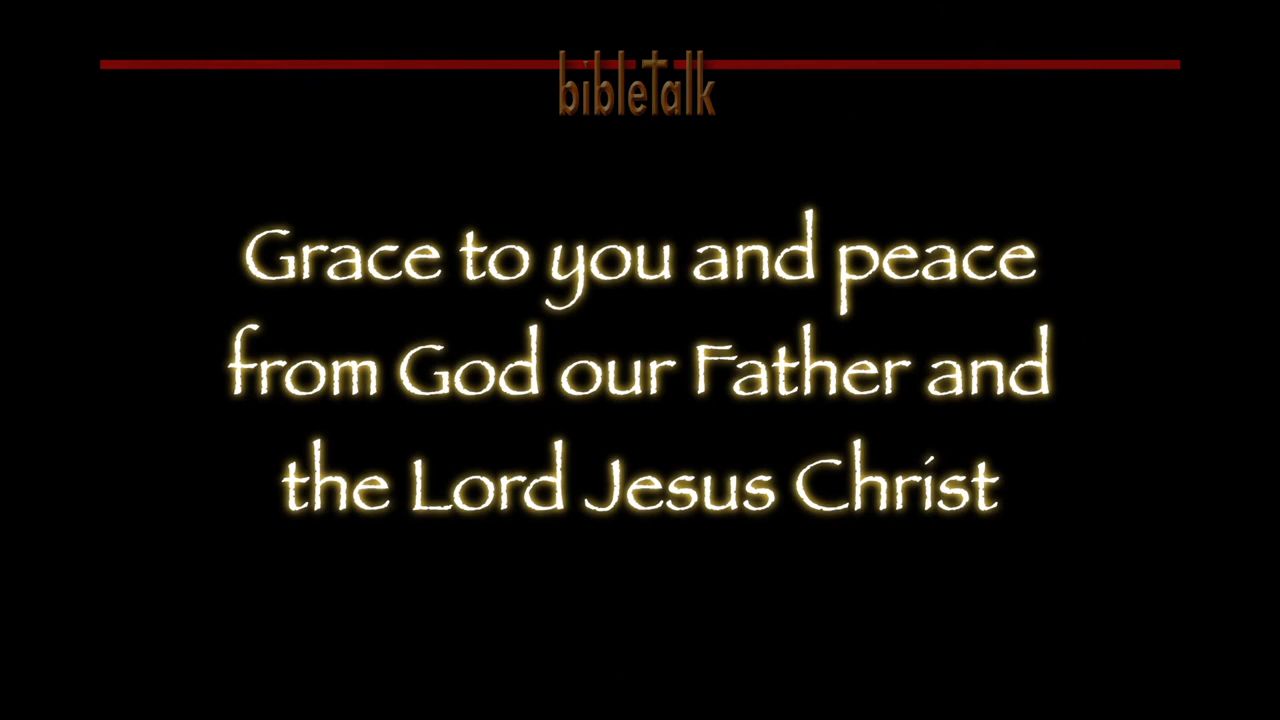 bibleTalk
Grace to you and peace
from God our Father and
the Lord Jesus Christ